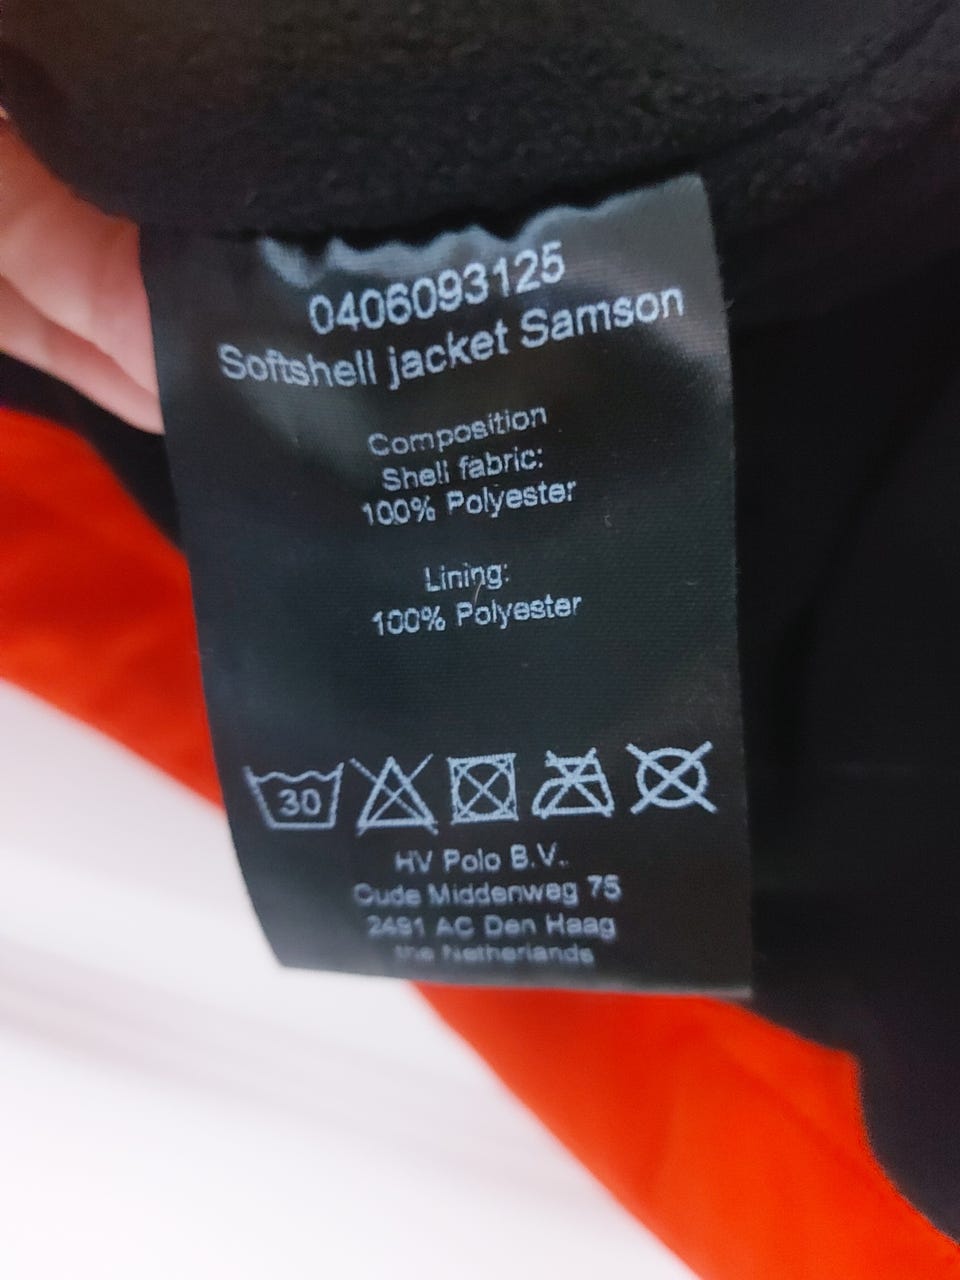 0406093125
Softshell jacket Samson
Composition
Shell fabric:
100% Polyester
Lining:
100% Polyester
30
HV Polo B.V.
Oude Middenweg 75
2491 AC Den Haag
the Netherlands